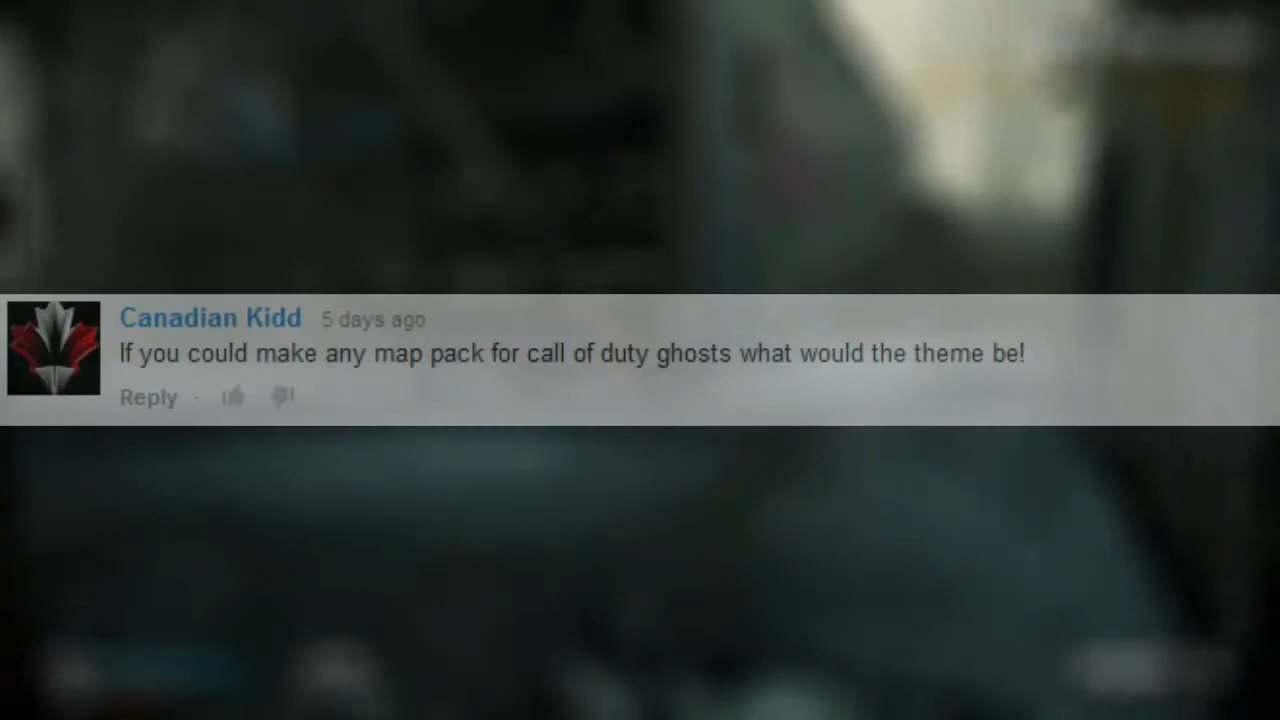 Canadian Kidd 5 days ago
If you could make any map pack for call of duty ghosts what would the theme be!
Reply ·